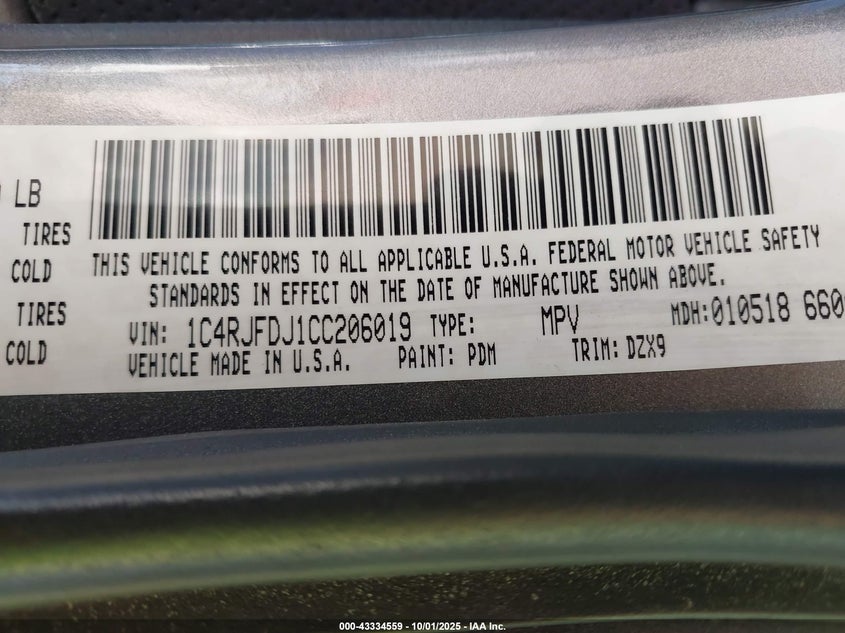 LB
TIRES
COLD
TIRES
COLD
THIS VEHICLE CONFORMS TO ALL APPLICABLE U.S.A. FEDERAL MOTOR VEHICLE SAFETY
STANDARDS IN EFFECT ON THE DATE OF MANUFACTURE SHOWN ABOVE.
VIN: 1C4RJFDJ1CC206019 TYPE: MPV MDH:010518 660
VEHICLE MADE IN U.S.A. PAINT: PDM TRIM: DZX9
000-43334559 - 10/01/2025 - IAA Inc.